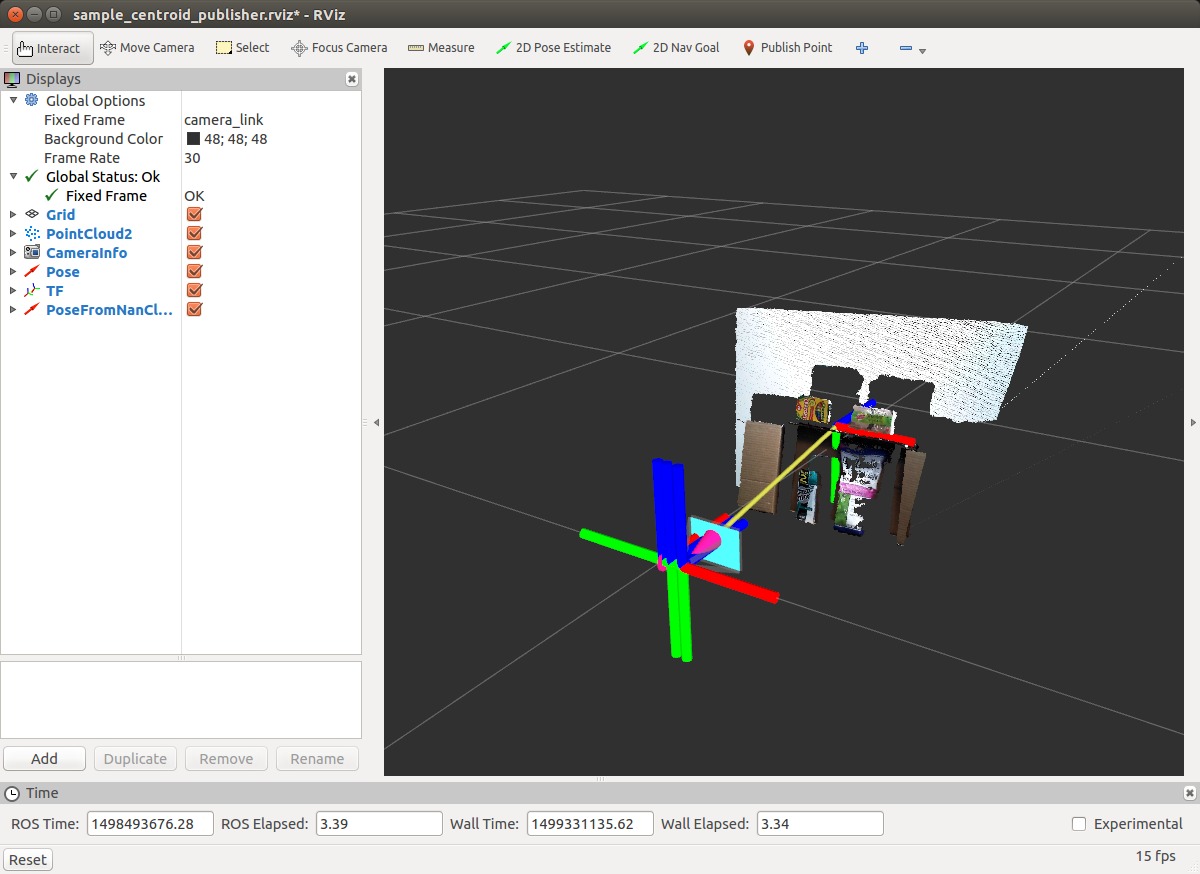 sample_centroid_publisher.rviz* - RViz
Interact Move Camera Select Focus Camera Measure 2D Pose Estimate 2D Nav Goal Publish Point
Displays
Global Options
Fixed Frame camera_link
Background Color 48; 48; 48
Frame Rate 30
Global Status: Ok
Fixed Frame OK
Grid
PointCloud2
CameraInfo
Pose
TF
PoseFromNanCl...
Add Duplicate Remove Rename
Time
ROS Time: 1498493676.28 ROS Elapsed: 3.39 Wall Time: 1499331135.62 Wall Elapsed: 3.34 Experimental
Reset 15 fps